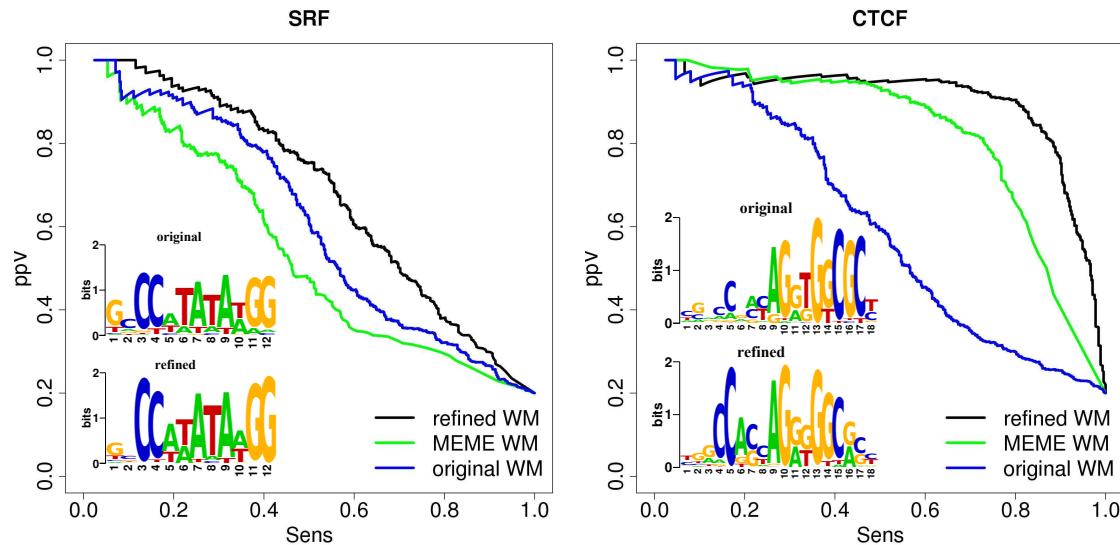 SRF
1.0
0.8
0.6
0.4
0.2
0.0
ppv
original
2
1
0
bits
1 2 3 4 5 6 7 8 9 10 11 12
refined
2
1
0
bits
1 2 3 4 5 6 7 8 9 10 11 12
refined WM
MEME WM
original WM
0.0 0.2 0.4 0.6 0.8 1.0
Sens
CTCF
1.0
0.8
0.6
0.4
0.2
0.0
ppv
original
2
1
0
bits
1 2 3 4 5 6 7 8 9 10 11 12 13 14 15 16 17 18
refined
2
1
0
bits
1 2 3 4 5 6 7 8 9 10 11 12 13 14 15 16 17 18
refined WM
MEME WM
original WM
0.0 0.2 0.4 0.6 0.8 1.0
Sens